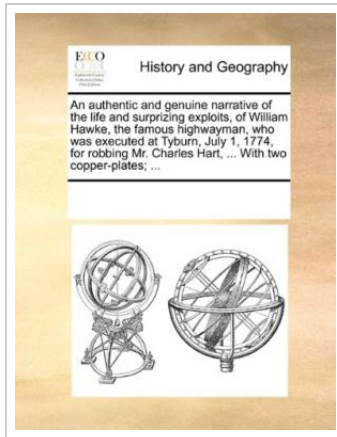 ECCO
History and Geography
An authentic and genuine narrative of
the life and surprizing exploits, of William
Hawke, the famous highwayman, who
was executed at Tyburn, July 1, 1774,
for robbing Mr. Charles Hart, ... With two
copper-plates; ...